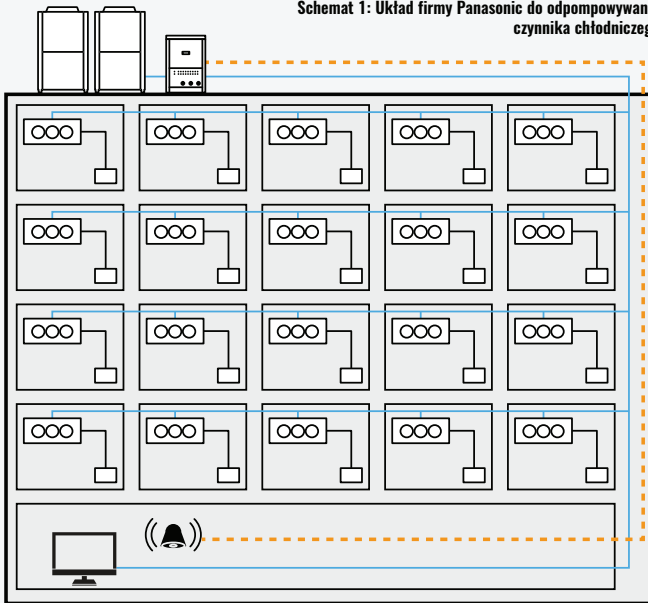 Schemat 1: Układ firmy Panasonic do odpompowywan
czynnika chłodniczeg